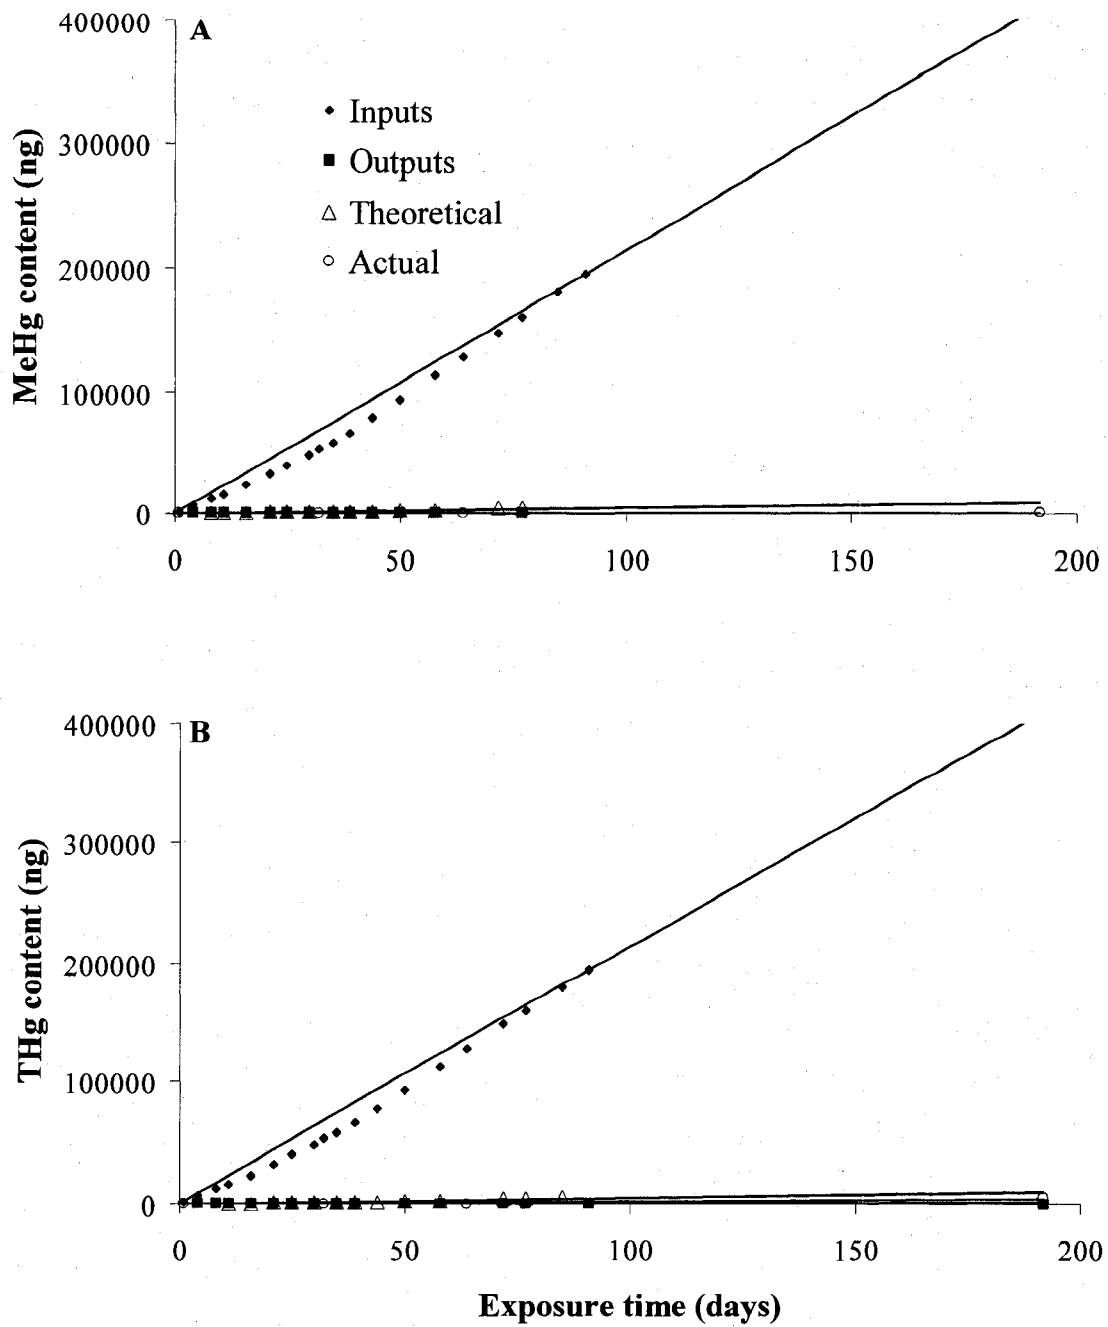 A
400000
300000
200000
100000
0
MeHg content (ng)
Inputs
Outputs
Theoretical
Actual
0 50 100 150 200
B
400000
300000
200000
100000
0
THg content (ng)
0 50 100 150 200
Exposure time (days)